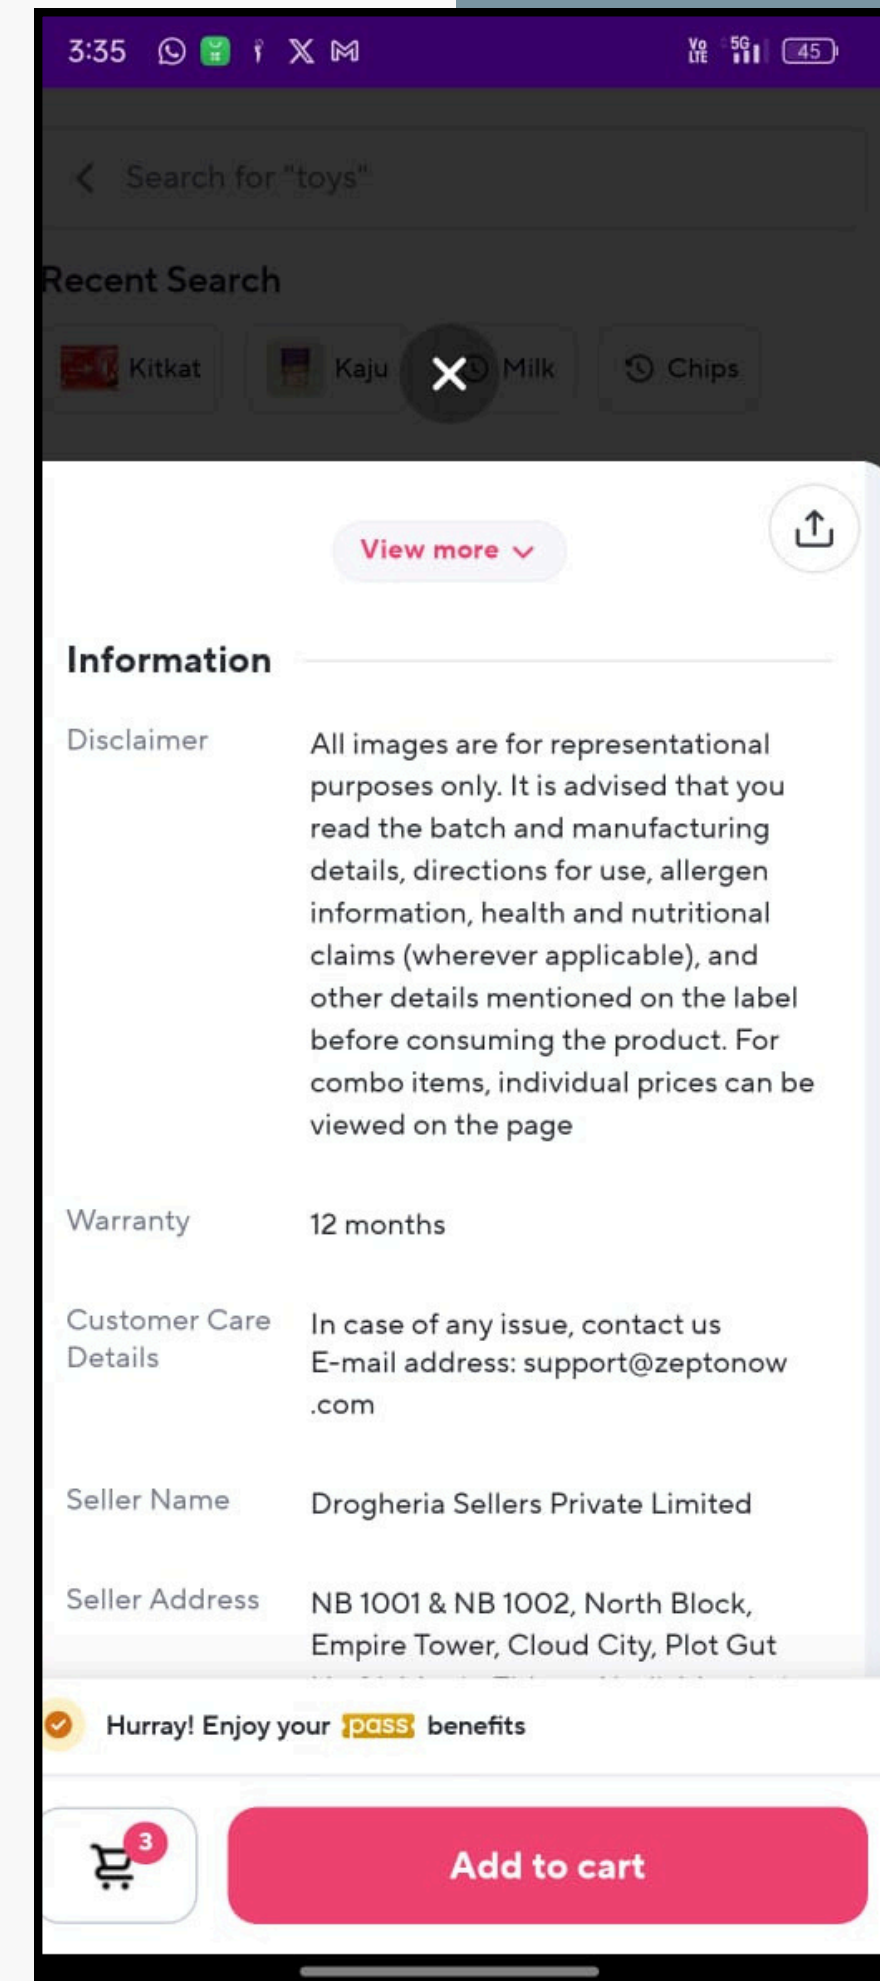 3:35
Vo LTE 5G 45
Search for "toys"
Recent Search
Kitkat Kaju Milk Chips
View more
Information
Disclaimer
All images are for representational
purposes only. It is advised that you
read the batch and manufacturing
details, directions for use, allergen
information, health and nutritional
claims (wherever applicable), and
other details mentioned on the label
before consuming the product. For
combo items, individual prices can be
viewed on the page
Warranty 12 months
Customer Care
Details
In case of any issue, contact us
E-mail address: support@zeptonow
.com
Seller Name Drogheria Sellers Private Limited
Seller Address
NB 1001 & NB 1002, North Block,
Empire Tower, Cloud City, Plot Gut
Hurray! Enjoy your pass benefits
3
Add to cart